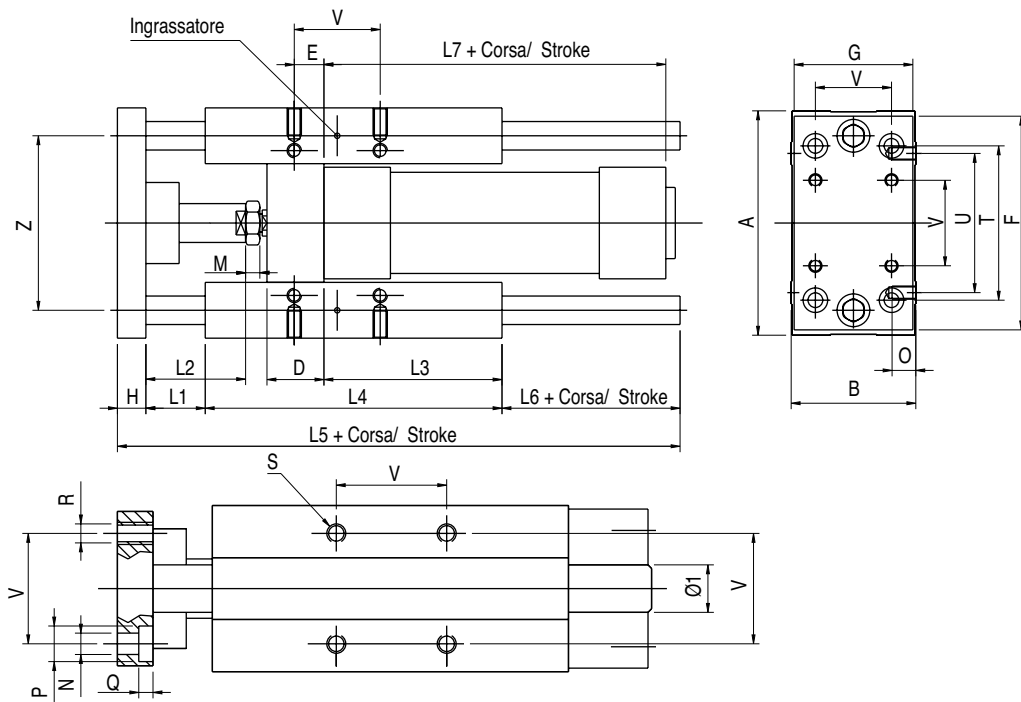 Ingrassatore
V
E
L7 + Corsa/ Stroke
Z
M
L2
D
L3
H
L1
L4
L6 + Corsa/ Stroke
L5 + Corsa/ Stroke
G
V
A
V
U
T
F
O
B
S
V
R
V
P
N
Q
Ø1
V